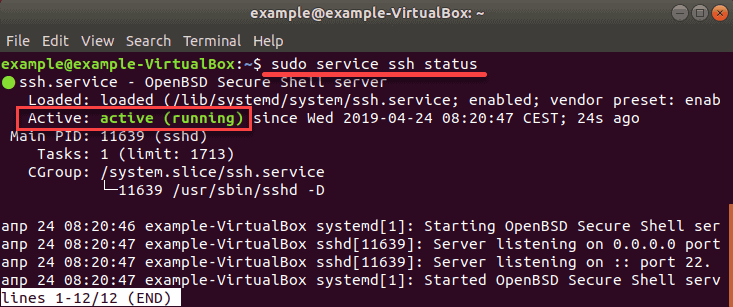 example@example-VirtualBox: ~
File Edit View Search Terminal Help
example@example-VirtualBox:~$ sudo service ssh status
● ssh.service - OpenBSD Secure Shell server
Loaded: loaded (/lib/systemd/system/ssh.service; enabled; vendor preset: enab
Active: active (running) since Wed 2019-04-24 08:20:47 CEST; 24s ago
Main PID: 11639 (sshd)
Tasks: 1 (limit: 1713)
CGroup: /system.slice/ssh.service
└─11639 /usr/sbin/sshd -D
апр 24 08:20:46 example-VirtualBox systemd[1]: Starting OpenBSD Secure Shell ser
апр 24 08:20:47 example-VirtualBox sshd[11639]: Server listening on 0.0.0.0 port
апр 24 08:20:47 example-VirtualBox sshd[11639]: Server listening on :: port 22.
апр 24 08:20:47 example-VirtualBox systemd[1]: Started OpenBSD Secure Shell serv
lines 1-12/12 (END)